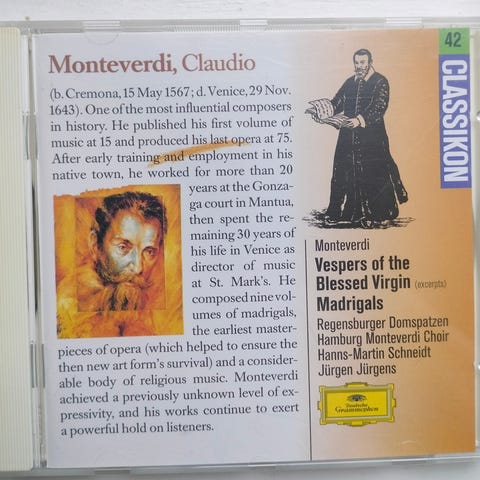 Monteverdi, Claudio
(b. Cremona, 15 May 1567; d. Venice, 29 Nov.
1643). One of the most influential composers
in history. He published his first volume of
music at 15 and produced his last opera at 75.
After early training and employment in his
native town, he worked for more than 20
years at the Gonza-
ga court in Mantua,
then spent the re-
maining 30 years of
his life in Venice as
director of music
at St. Mark's. He
composed nine vol-
umes of madrigals,
the earliest master-
pieces of opera (which helped to ensure the
then new art form's survival) and a consider-
able body of religious music. Monteverdi
achieved a previously unknown level of ex-
pressivity, and his works continue to exert
a powerful hold on listeners.
42
CLASSIKON
Monteverdi
Vespers of the
Blessed Virgin (excerpts)
Madrigals
Regensburger Domspatzen
Hamburg Monteverdi Choir
Hanns-Martin Schneidt
Jürgen Jürgens
Deutsche
Grammophon